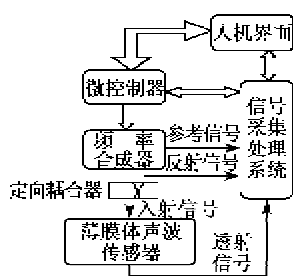 人机界面
微控制器
信号
采集
处理
系统
频率
合成器
参考信号
反射信号
定向耦合器
入射信号
薄膜体声波
传感器
透射
信号